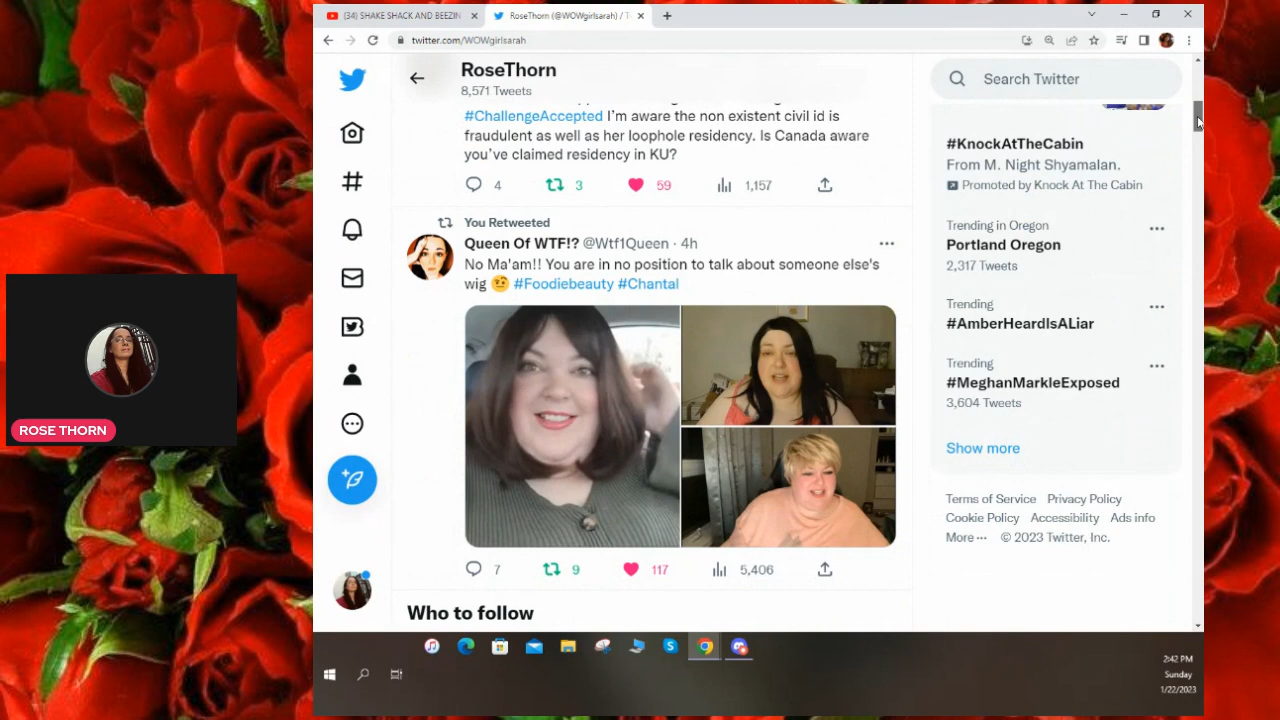 (34) SHAKE SHACK AND BEEZIN
RoseThorn (@WOWgirlsarah) / T
twitter.com/WOWgirlsarah
RoseThorn
8,571 Tweets
#ChallengeAccepted I'm aware the non existent civil id is
fraudulent as well as her loophole residency. Is Canada aware
you've claimed residency in KU?
4 3 59 1,157
You Retweeted
Queen Of WTF!? @Wtf1Queen · 4h
No Ma'am!! You are in no position to talk about someone else's
wig 🤨 #Foodiebeauty #Chantal
7 9 117 5,406
Who to follow
Search Twitter
#KnockAtTheCabin
From M. Night Shyamalan.
Promoted by Knock At The Cabin
Trending in Oregon
Portland Oregon
2,317 Tweets
Trending
#AmberHeardIsALiar
Trending
#MeghanMarkleExposed
3,604 Tweets
Show more
Terms of Service Privacy Policy
Cookie Policy Accessibility Ads info
More ··· © 2023 Twitter, Inc.
ROSE THORN
2:42 PM
Sunday
1/22/2023